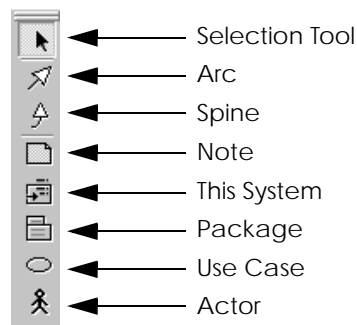 Selection Tool
Arc
Spine
Note
This System
Package
Use Case
Actor